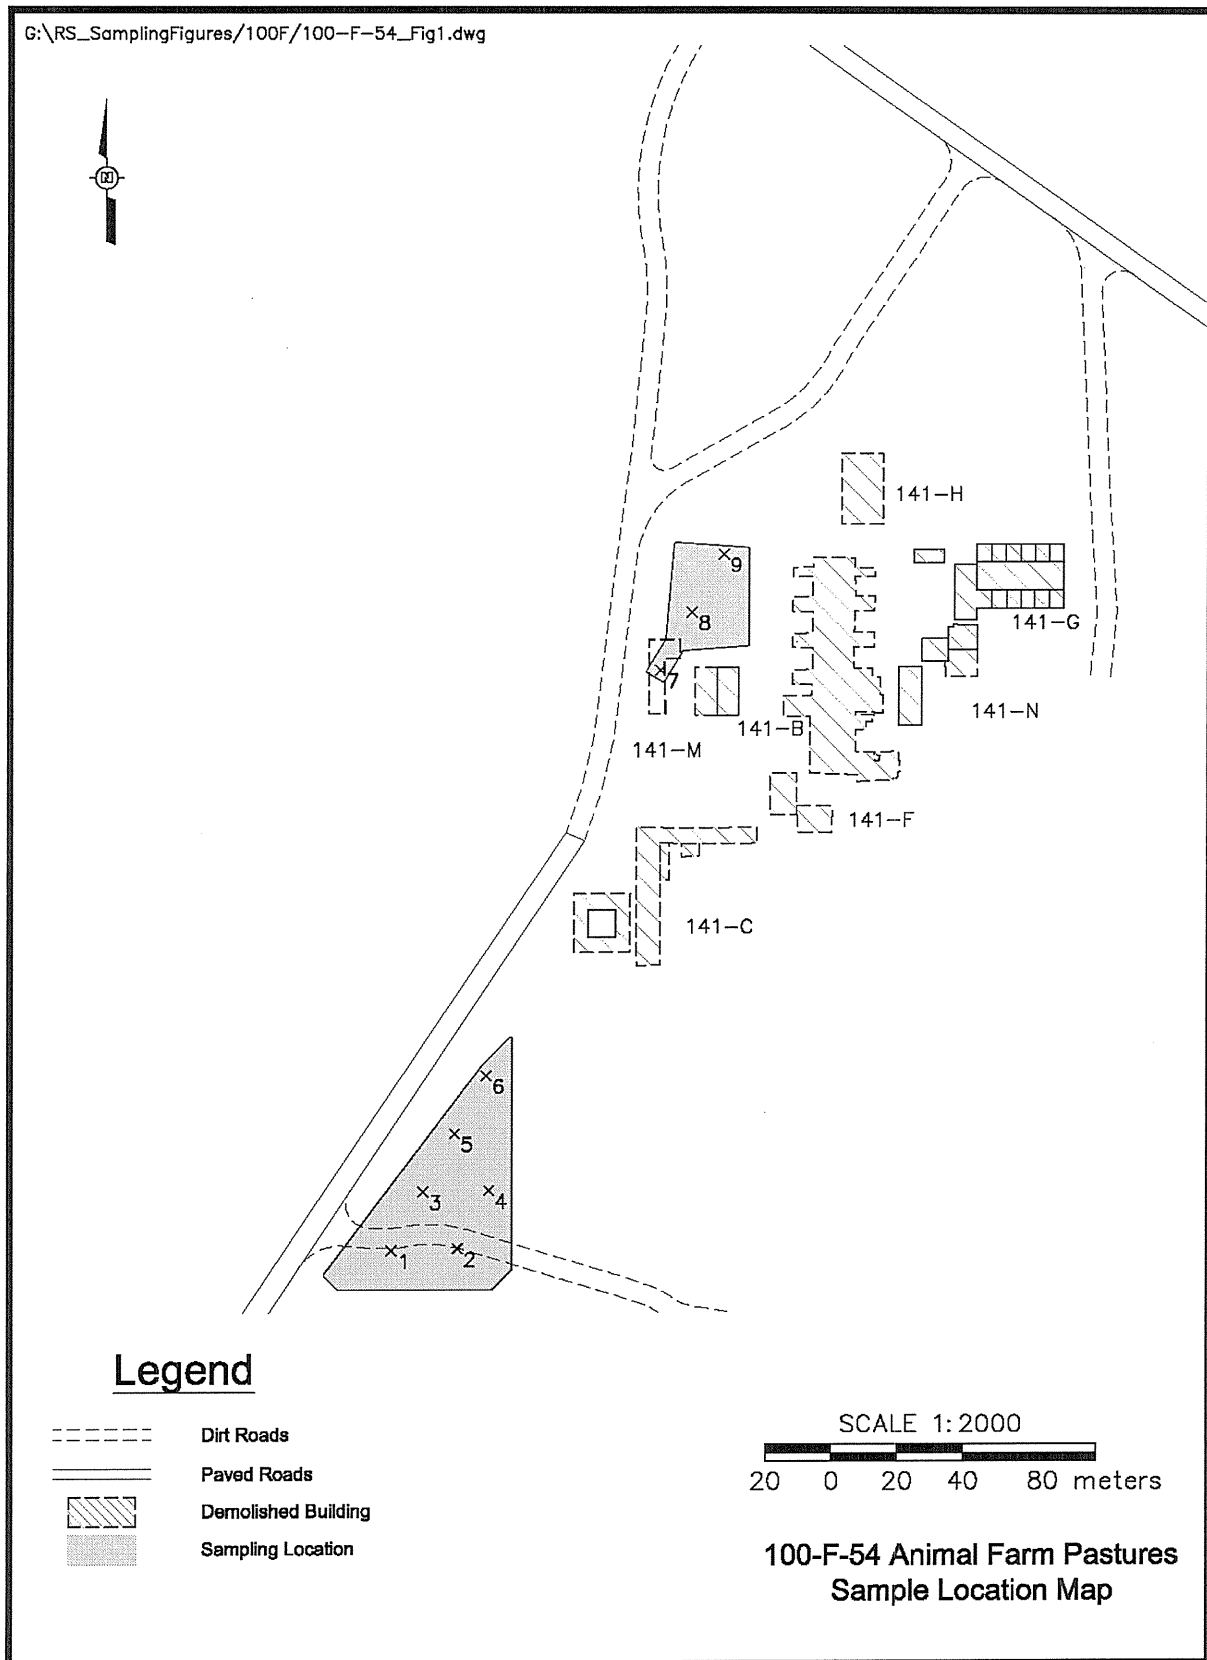 G:\RS_SamplingFigures/100F/100-F-54_Fig1.dwg
N
141-H
9
8
141-G
7
141-N
141-B
141-M
141-F
141-C
6
5
3
4
1
2
Legend
Dirt Roads
Paved Roads
Demolished Building
Sampling Location
SCALE 1:2000
20 0 20 40 80 meters
100-F-54 Animal Farm Pastures
Sample Location Map